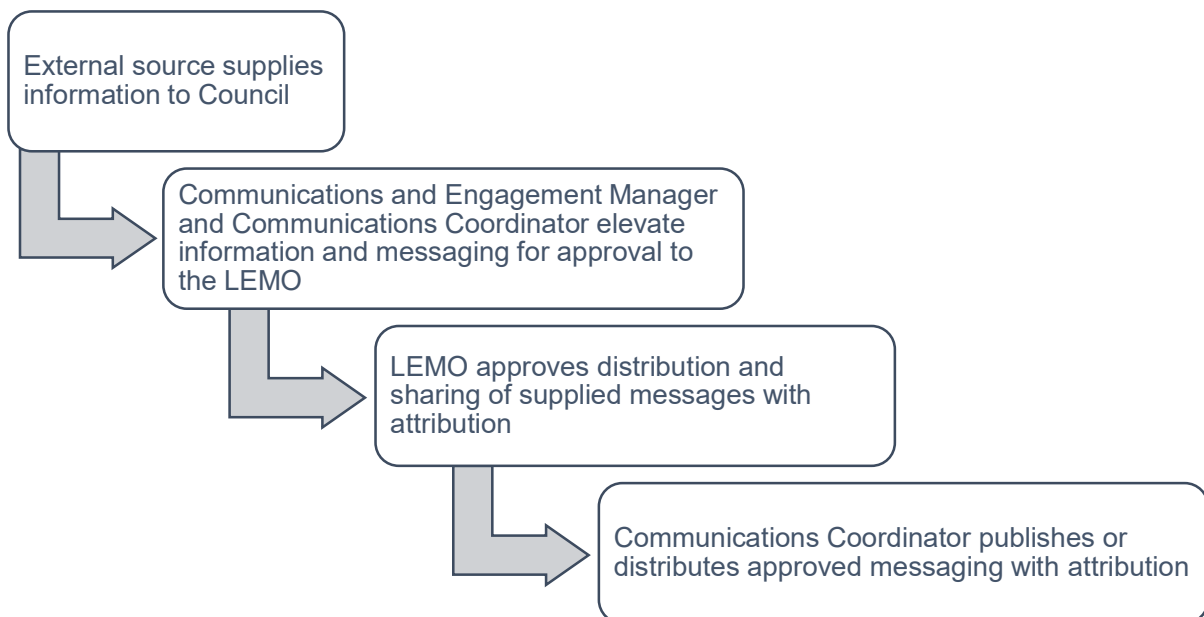 External source supplies
information to Council
Communications and Engagement Manager
and Communications Coordinator elevate
information and messaging for approval to
the LEMO
LEMO approves distribution and
sharing of supplied messages with
attribution
Communications Coordinator publishes or
distributes approved messaging with attribution